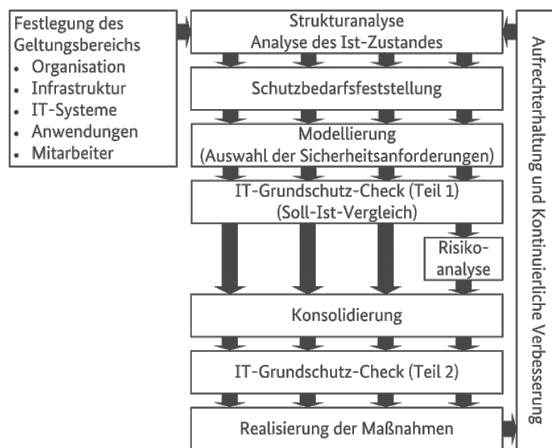 Festlegung des
Geltungsbereichs
• Organisation
• Infrastruktur
• IT-Systeme
• Anwendungen
• Mitarbeiter
Strukturanalyse
Analyse des Ist-Zustandes
Schutzbedarfsfeststellung
Modellierung
(Auswahl der Sicherheitsanforderungen)
IT-Grundschutz-Check (Teil 1)
(Soll-Ist-Vergleich)
Risiko-
analyse
Konsolidierung
IT-Grundschutz-Check (Teil 2)
Realisierung der Maßnahmen
Aufrechterhaltung und Kontinuierliche Verbesserung